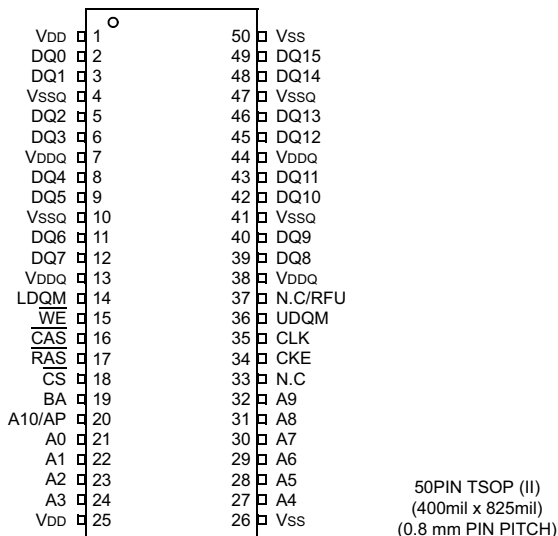 VDD 1 50 VSS
DQ0 2 49 DQ15
DQ1 3 48 DQ14
VSSQ 4 47 VSSQ
DQ2 5 46 DQ13
DQ3 6 45 DQ12
VDDQ 7 44 VDDQ
DQ4 8 43 DQ11
DQ5 9 42 DQ10
VSSQ 10 41 VSSQ
DQ6 11 40 DQ9
DQ7 12 39 DQ8
VDDQ 13 38 VDDQ
LDQM 14 37 N.C/RFU
WE 15 36 UDQM
CAS 16 35 CLK
RAS 17 34 CKE
CS 18 33 N.C
BA 19 32 A9
A10/AP 20 31 A8
A0 21 30 A7
A1 22 29 A6
A2 23 28 A5
A3 24 27 A4
VDD 25 26 VSS
50PIN TSOP (II)
(400mil x 825mil)
(0.8 mm PIN PITCH)